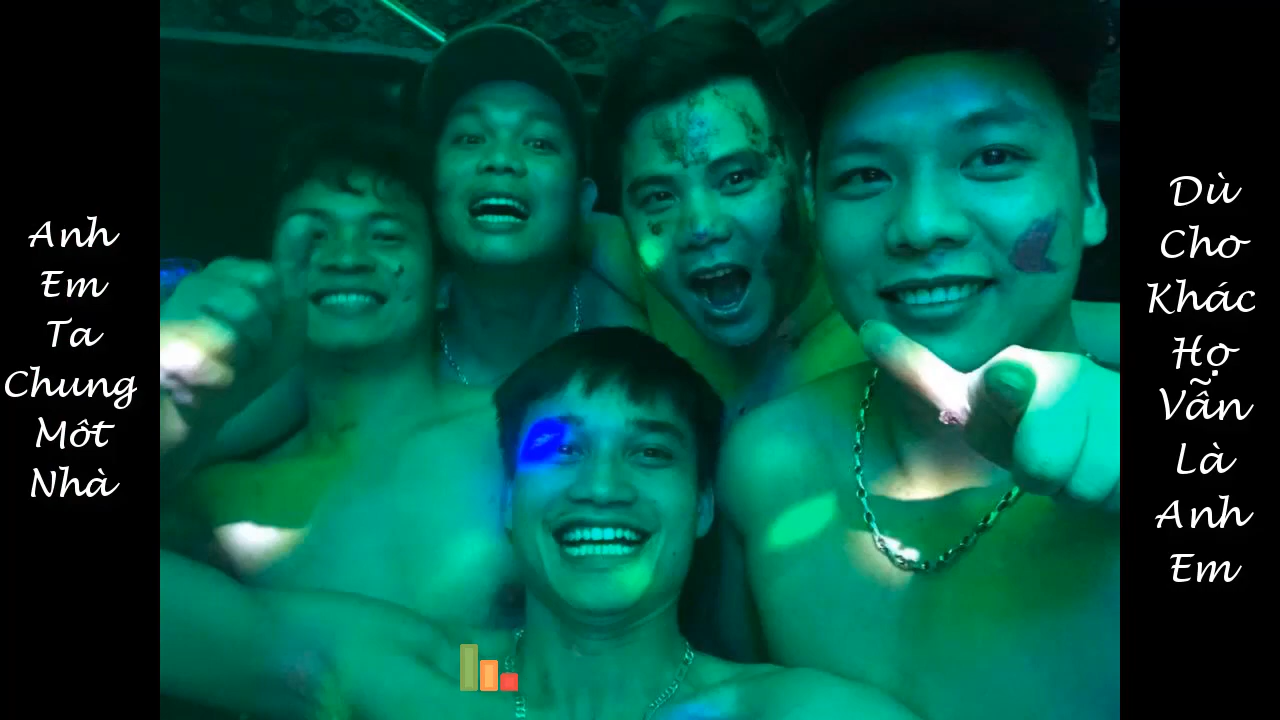 Anh
Em
Ta
Chung
Một
Nhà
Dù
Cho
Khác
Họ
Vẫn
Là
Anh
Em